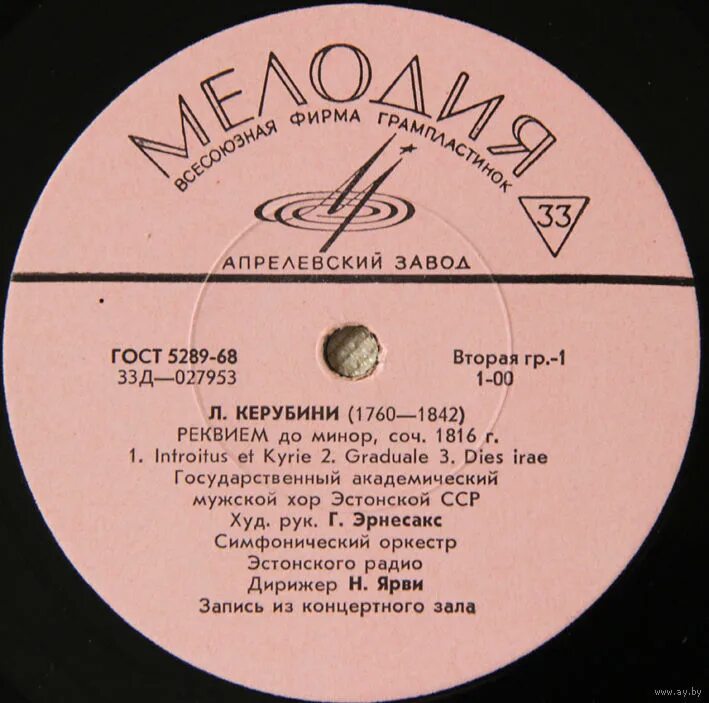 МЕЛОДИЯ
ВСЕСОЮЗНАЯ ФИРМА ГРАМПЛАСТИНОК
33
АПРЕЛЕВСКИЙ ЗАВОД
ГОСТ 5289-68
Вторая гр.-1
33Д—027953
1-00
Л. КЕРУБИНИ (1760—1842)
РЕКВИЕМ до минор, соч. 1816 г.
1. Introitus et Kyrie 2. Graduale 3. Dies irae
Государственный академический
мужской хор Эстонской ССР
Худ. рук. Г. Эрнесакс
Симфонический оркестр
Эстонского радио
Дирижер Н. Ярви
Запись из концертного зала
www.ay.by